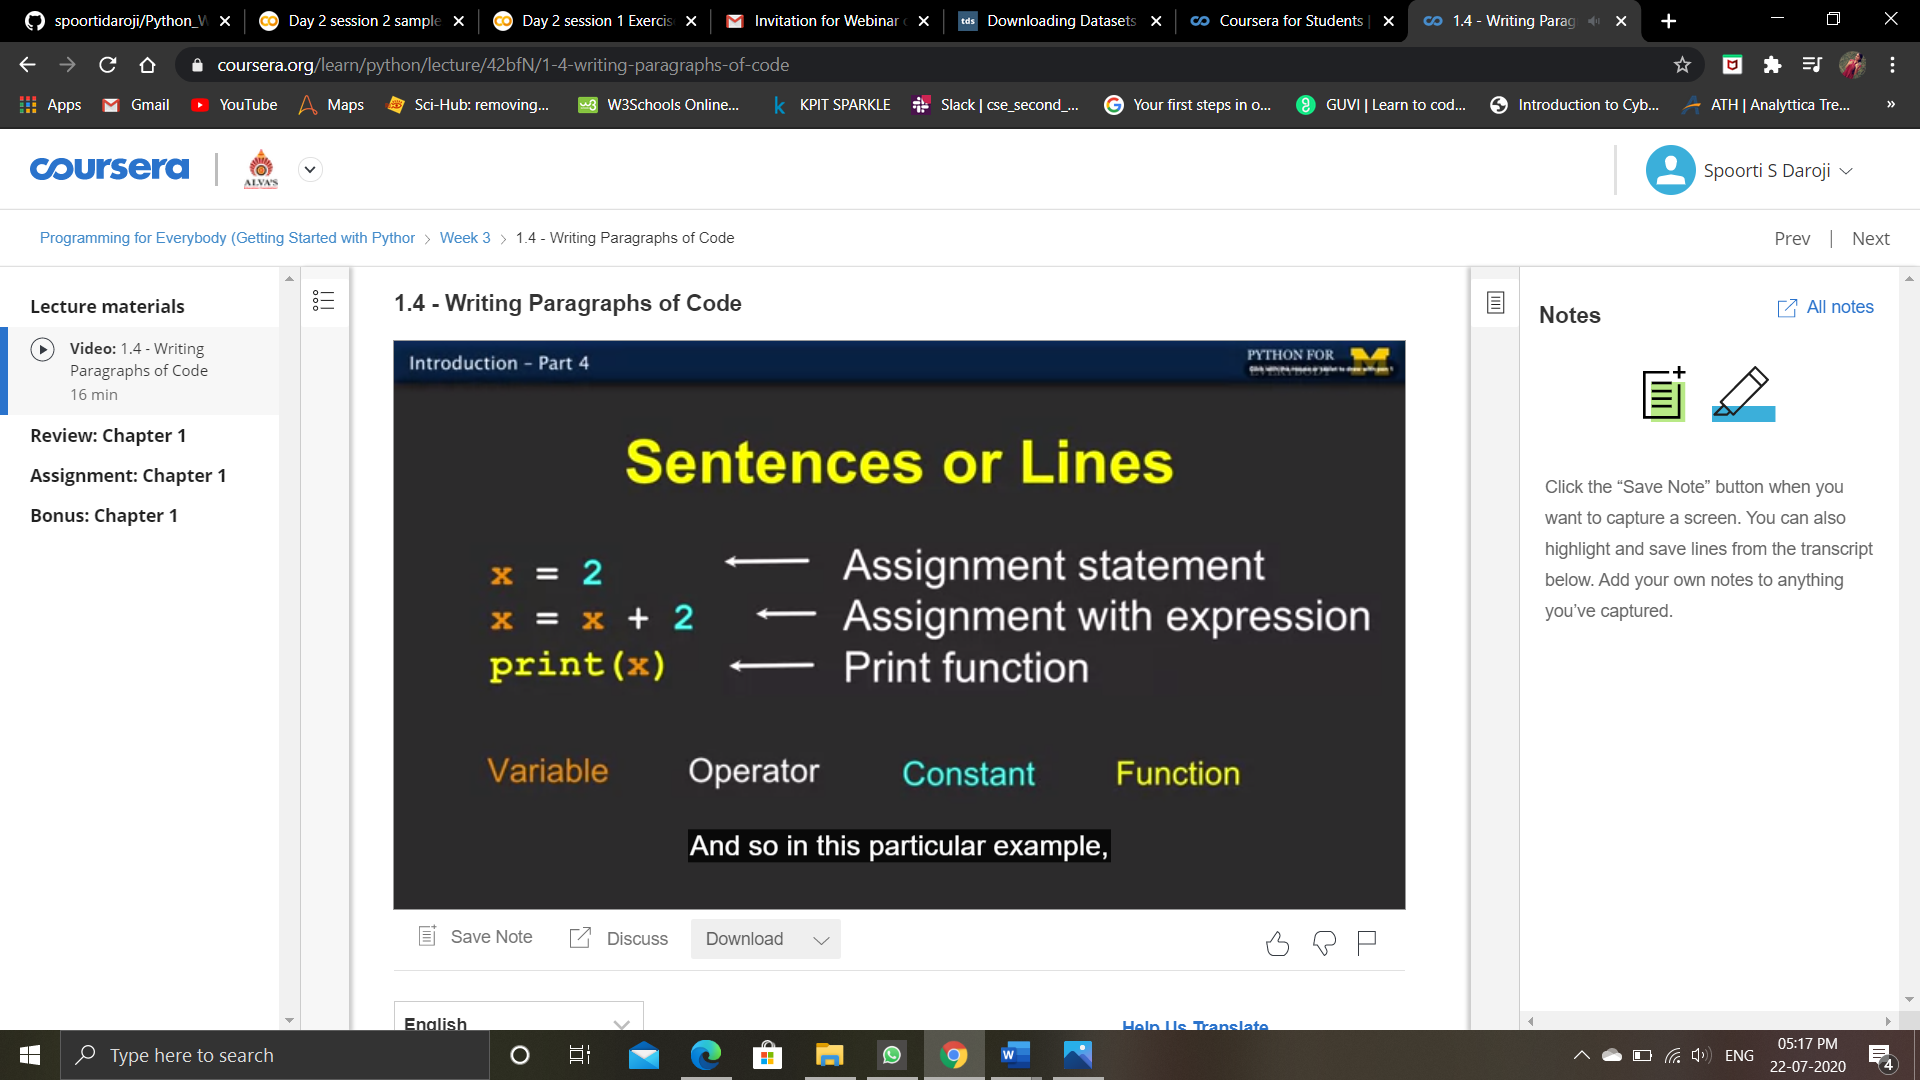 spoortidaroji/Python_W
Day 2 session 2 sample
Day 2 session 1 Exercis
Invitation for Webinar
tds
Downloading Datasets
Coursera for Students |
1.4 - Writing Parag
coursera.org/learn/python/lecture/42bfN/1-4-writing-paragraphs-of-code
Apps
Gmail
YouTube
Maps
Sci-Hub: removing...
W3Schools Online...
KPIT SPARKLE
Slack | cse_second_...
Your first steps in o...
GUVI | Learn to cod...
Introduction to Cyb...
ATH | Analyttica Tre...
»
coursera
ALVA'S
Spoorti S Daroji
Programming for Everybody (Getting Started with Python
Week 3
1.4 - Writing Paragraphs of Code
Prev | Next
Lecture materials
Video: 1.4 - Writing
Paragraphs of Code
16 min
Review: Chapter 1
Assignment: Chapter 1
Bonus: Chapter 1
1.4 - Writing Paragraphs of Code
Introduction – Part 4
PYTHON FOR
EVERYBODY
Sentences or Lines
x = 2 Assignment statement
x = x + 2 Assignment with expression
print(x) Print function
Variable Operator Constant Function
And so in this particular example,
Save Note
Discuss
Download
English
Help Us Translate
Notes
All notes
Click the “Save Note” button when you
want to capture a screen. You can also
highlight and save lines from the transcript
below. Add your own notes to anything
you’ve captured.
Type here to search
ENG
05:17 PM
22-07-2020
4